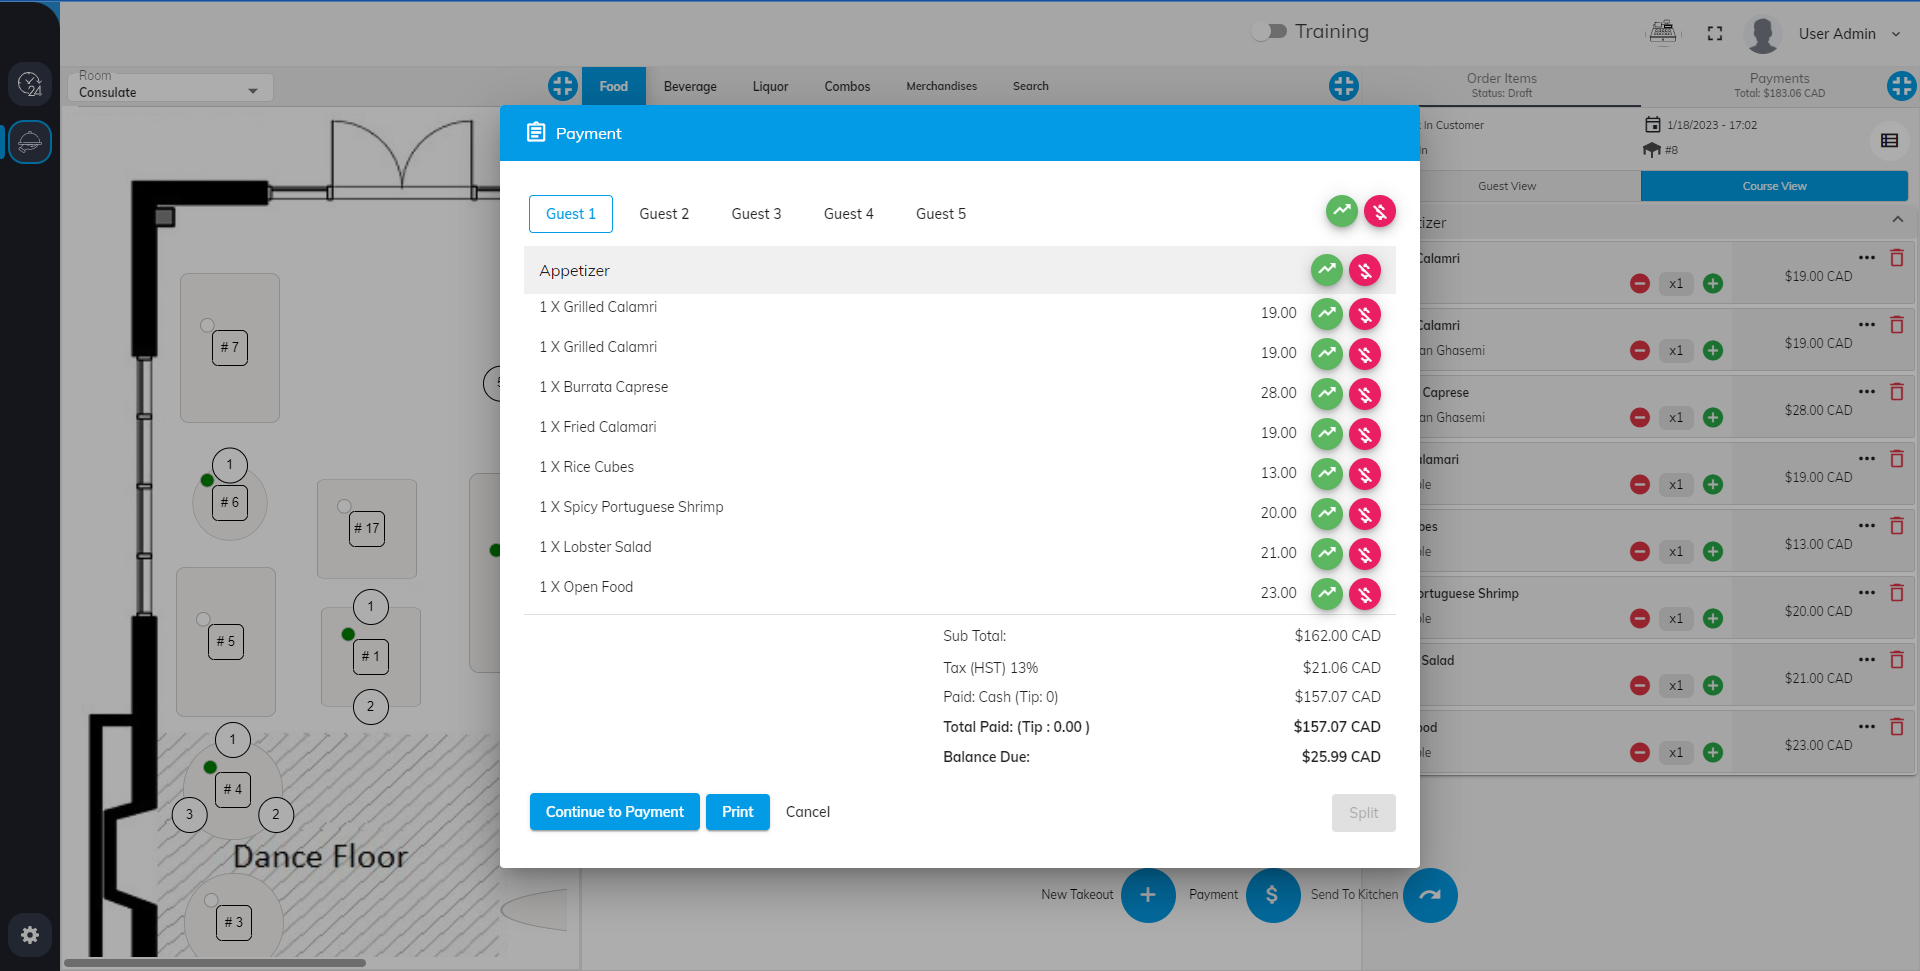 Training
User Admin
Room
Consulate
Food
Beverage
Liquor
Combos
Merchandises
Search
Order Items
Status: Draft
Payments
Total: $183.06 CAD
In Customer
1/18/2023 - 17:02
#8
Guest View
Course View
Payment
Guest 1
Guest 2
Guest 3
Guest 4
Guest 5
Appetizer
1 X Grilled Calamri
19.00
1 X Grilled Calamri
19.00
1 X Burrata Caprese
28.00
1 X Fried Calamari
19.00
1 X Rice Cubes
13.00
1 X Spicy Portuguese Shrimp
20.00
1 X Lobster Salad
21.00
1 X Open Food
23.00
Sub Total:
$162.00 CAD
Tax (HST) 13%
$21.06 CAD
Paid: Cash (Tip: 0)
$157.07 CAD
Total Paid: (Tip : 0.00 )
$157.07 CAD
Balance Due:
$25.99 CAD
Continue to Payment
Print
Cancel
Split
Calamri
x1
$19.00 CAD
Calamri
an Ghasemi
x1
$19.00 CAD
Caprese
an Ghasemi
x1
$28.00 CAD
x1
$19.00 CAD
x1
$13.00 CAD
Shrimp
x1
$20.00 CAD
Salad
x1
$21.00 CAD
x1
$23.00 CAD
24
# 7
1
# 6
# 17
# 5
1
# 1
2
1
# 4
3
2
Dance Floor
# 3
New Takeout
Payment
Send To Kitchen